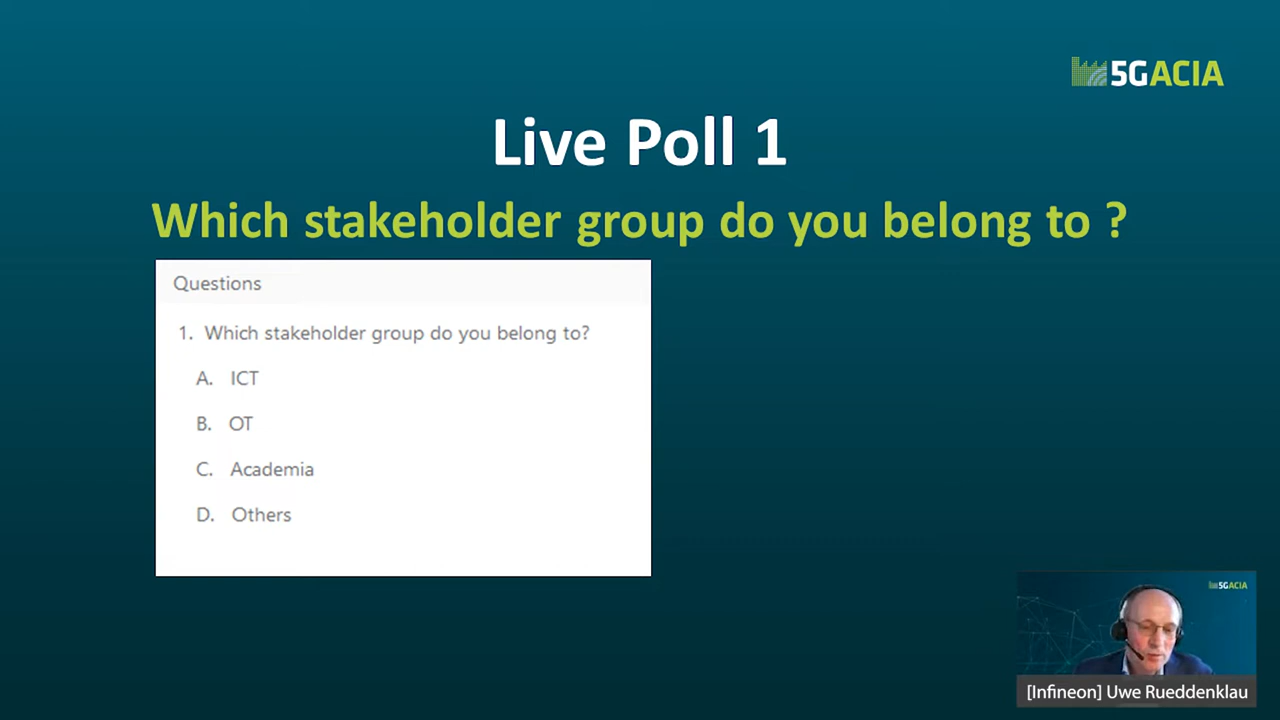 5GACIA
Live Poll 1
Which stakeholder group do you belong to ?
Questions
1. Which stakeholder group do you belong to?
A. ICT
B. OT
C. Academia
D. Others
5GACIA
[Infineon] Uwe Rueddenklau